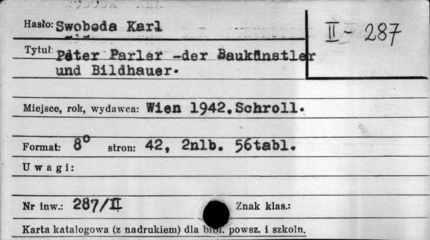 Hasło: Swoboda Karl
II - 287
Tytuł: Peter Parler -der Baukünstler
und Bildhauer.
Miejsce, rok, wydawca: Wien 1942. Schroll.
Format: 8° stron: 42, 2nlb. 56tabl.
Uwagi:
Nr inw.: 287/II Znak klas.:
Karta katalogowa (z nadrukiem) dla bibl. powsz. i szkoln.